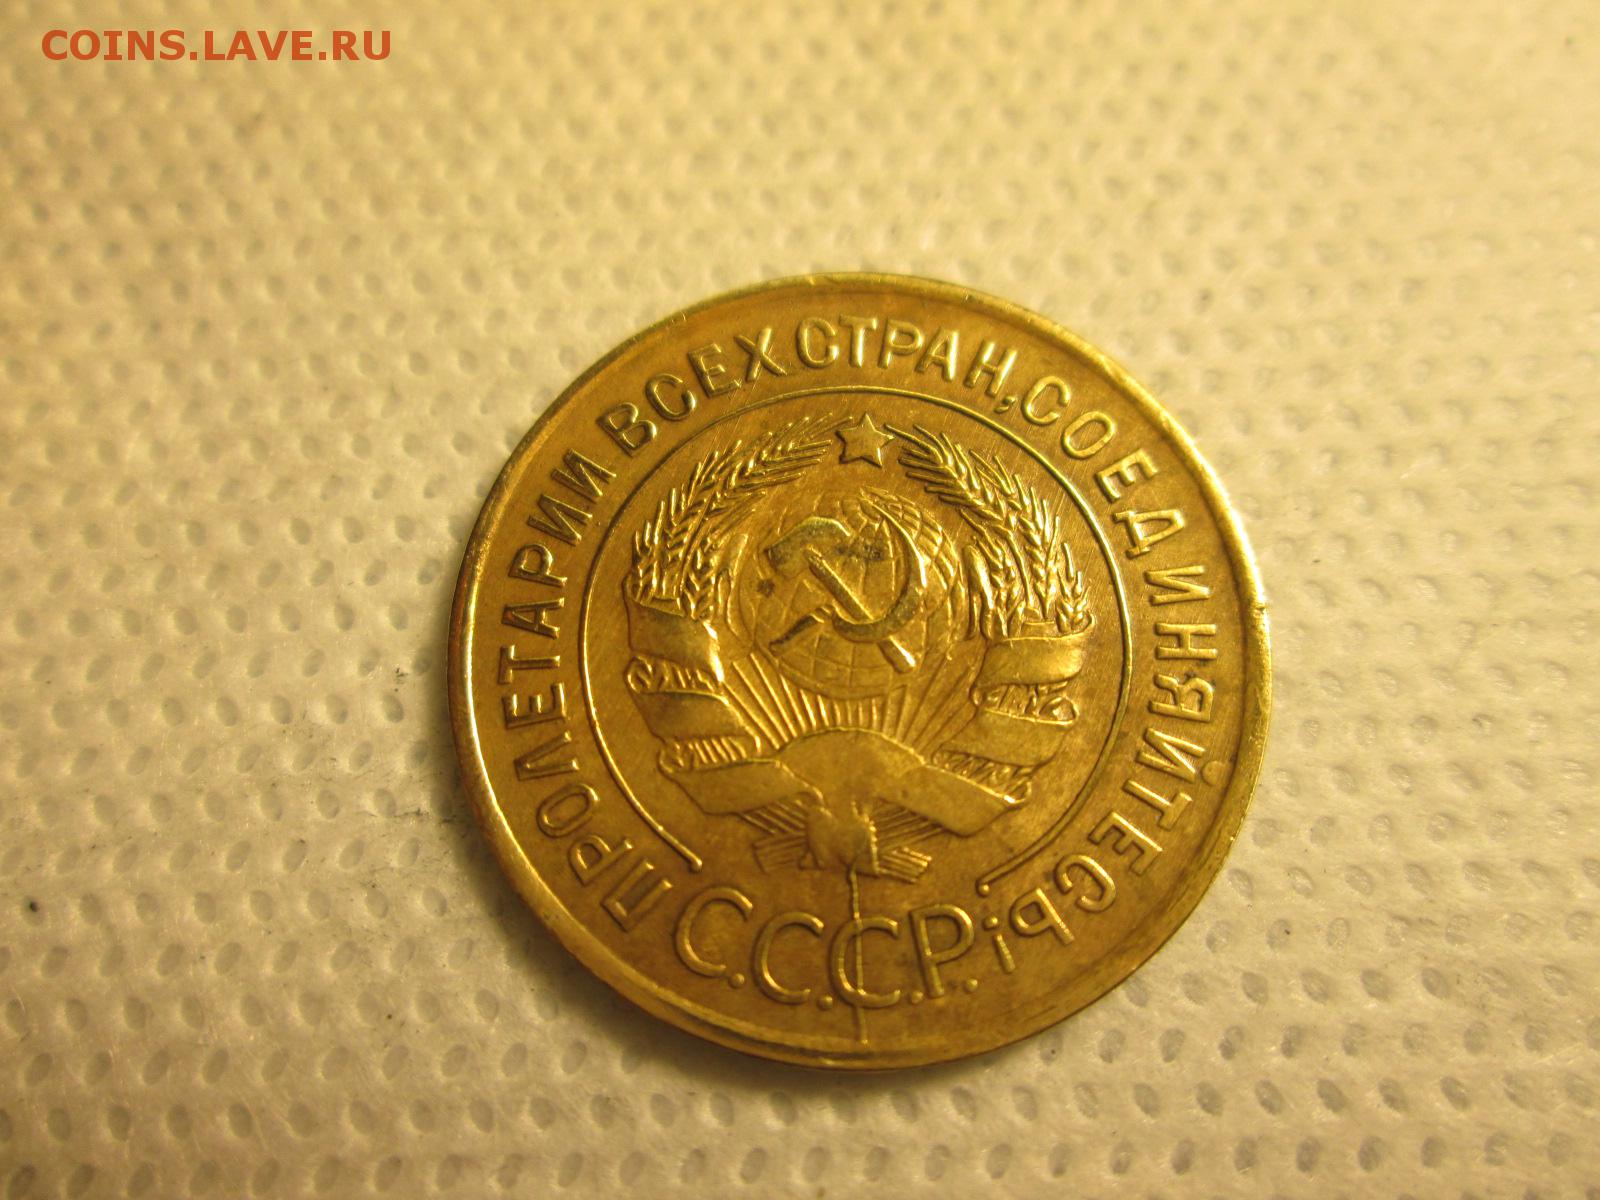 COINS.LAVE.RU
ПРОЛЕТАРИИ ВСЕХ СТРАН, СОЕДИНЯЙТЕСЬ!
С.С.С.Р.